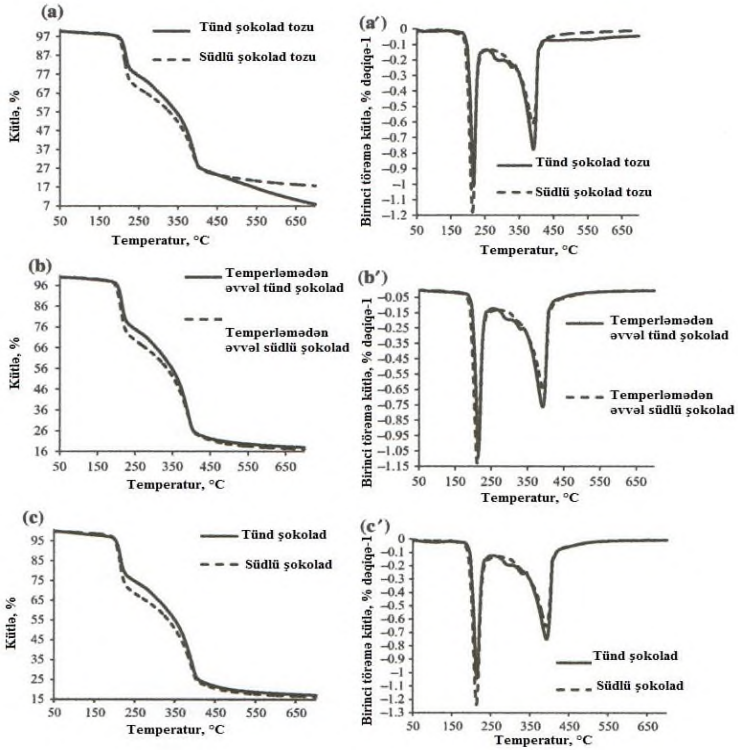 (a)
97
87
77
67
57
47
37
27
17
7
Kütlə, %
Tünd şokolad tozu
Südlü şokolad tozu
50 150 250 350 450 550 650
Temperatur, °C
(a′)
0
−0.1
−0.2
−0.3
−0.4
−0.5
−0.6
−0.7
−0.8
−0.9
−1
−1.1
−1.2
Birinci törəmə kütlə, % dəqiqə-1
Tünd şokolad tozu
Südlü şokolad tozu
50 150 250 350 450 550 650
Temperatur, °C
(b)
96
86
76
66
56
46
36
26
16
Kütlə, %
Temperləmədən
əvvəl tünd şokolad
Temperləmədən
əvvəl südlü şokolad
50 150 250 350 450 550 650
Temperatur, °C
(b′)
−0.05
−0.15
−0.25
−0.35
−0.45
−0.55
−0.65
−0.75
−0.85
−0.95
−1.05
−1.15
Birinci törəmə kütlə, % dəqiqə-1
Temperləmədən
əvvəl tünd şokolad
Temperləmədən
əvvəl südlü şokolad
50 150 250 350 450 550 650
Temperatur, °C
(c)
95
85
75
65
55
45
35
25
15
Kütlə, %
Tünd şokolad
Südlü şokolad
50 150 250 350 450 550 650
Temperatur, °C
(c′)
0
−0.1
−0.2
−0.3
−0.4
−0.5
−0.6
−0.7
−0.8
−0.9
−1
−1.1
−1.2
−1.3
Birinci törəmə kütlə, % dəqiqə-1
Tünd şokolad
Südlü şokolad
50 150 250 350 450 550 650
Temperatur, °C